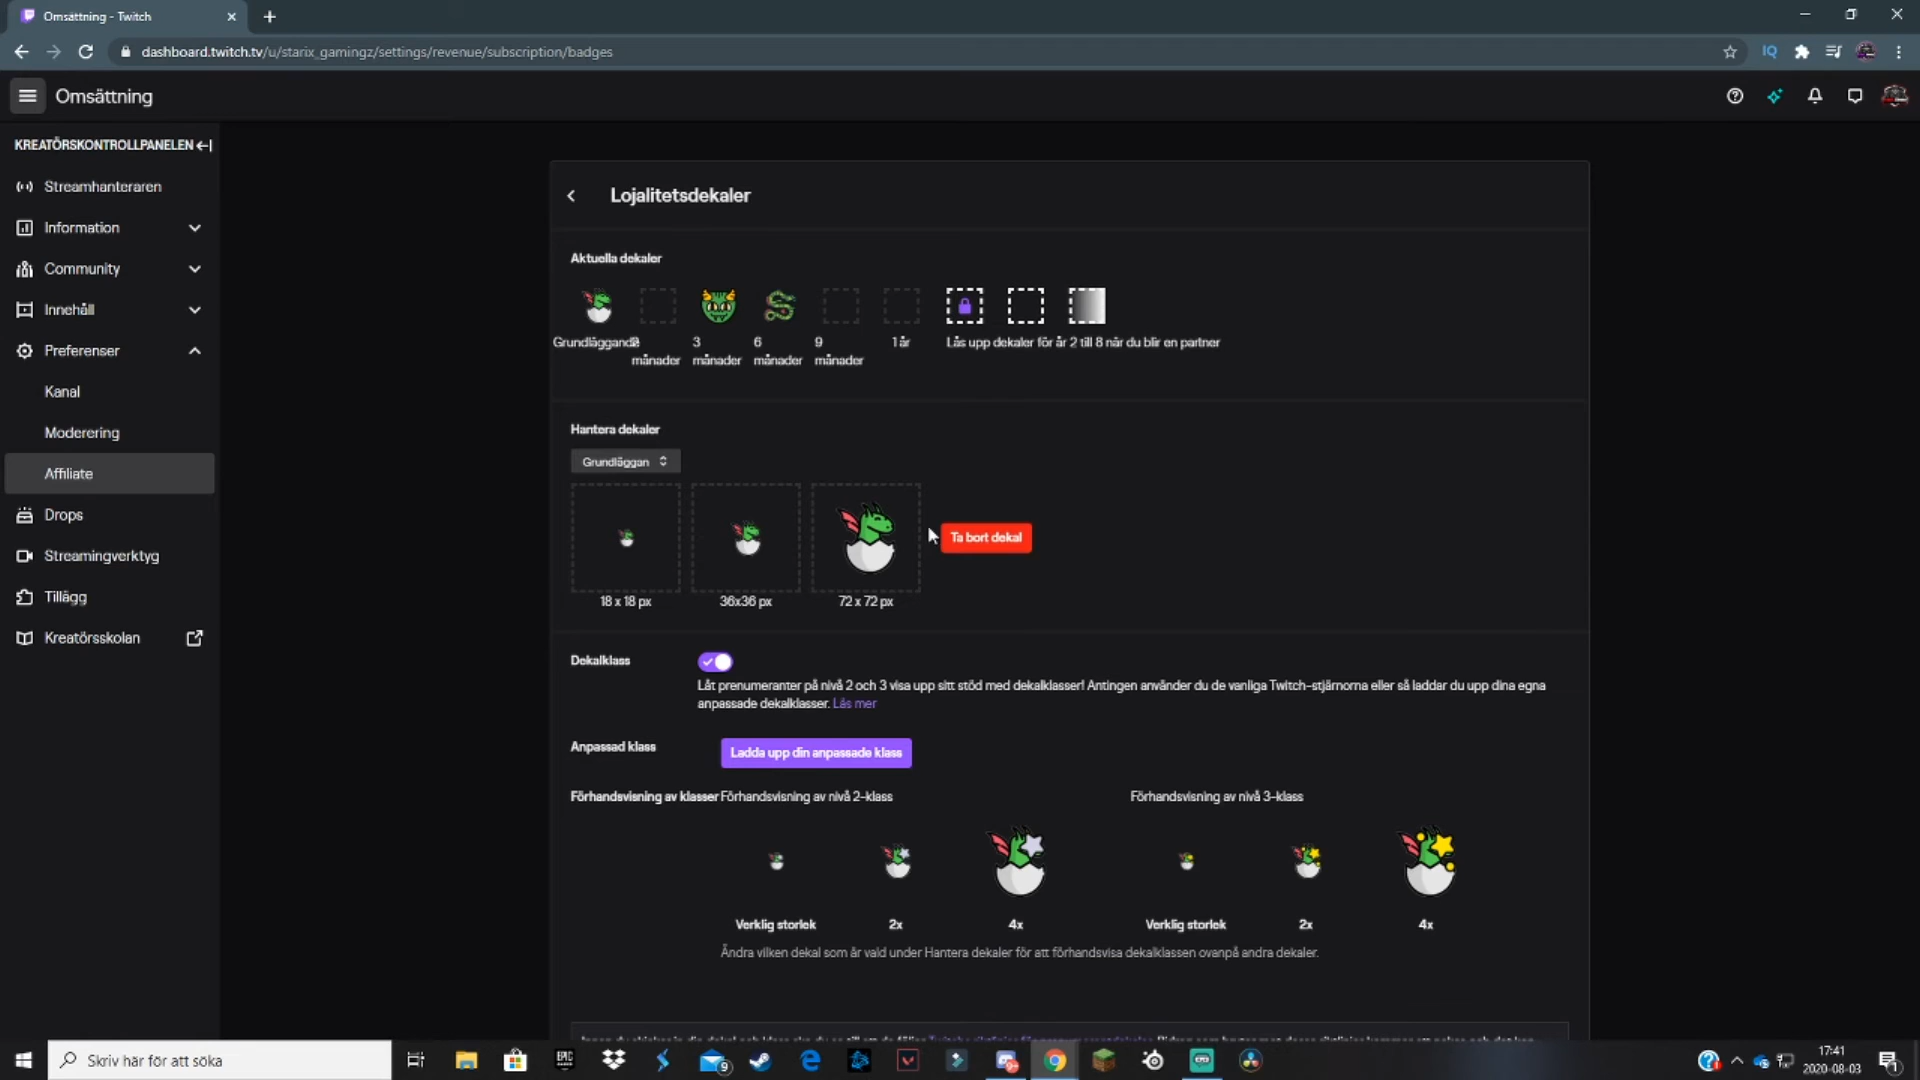 Omsättning - Twitch
dashboard.twitch.tv/u/starix_gamingz/settings/revenue/subscription/badges
IQ
Omsättning
KREATÖRSKONTROLLPANELEN
Streamhanteraren
Information
Community
Innehåll
Preferenser
Kanal
Moderering
Affiliate
Drops
Streamingverktyg
Tillägg
Kreatörsskolan
Lojalitetsdekaler
Aktuella dekaler
Grundläggande
månader
3 månader
6 månader
9 månader
1 år
Lås upp dekaler för år 2 till 8 när du blir en partner
Hantera dekaler
Grundläggan
Ta bort dekal
18 x 18 px
36x36 px
72 x 72 px
Dekalklass
Låt prenumeranter på nivå 2 och 3 visa upp sitt stöd med dekalklasser! Antingen använder du de vanliga Twitch-stjärnorna eller så laddar du upp dina egna
anpassade dekalklasser. Läs mer
Anpassad klass
Ladda upp din anpassade klass
Förhandsvisning av klasser
Förhandsvisning av nivå 2-klass
Förhandsvisning av nivå 3-klass
Verklig storlek
2x
4x
Verklig storlek
2x
4x
Ändra vilken dekal som är vald under Hantera dekaler för att förhandsvisa dekalklassen ovanpå andra dekaler.
Skriv här för att söka
EPIC GAMES
9
17:41
2020-08-03
1